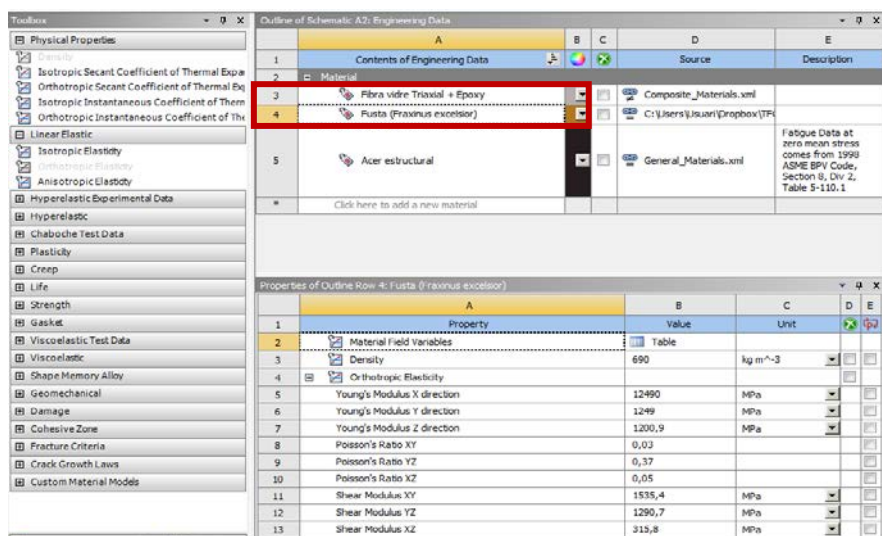 Toolbox
Physical Properties
Density
Isotropic Secant Coefficient of Thermal Expa
Orthotropic Secant Coefficient of Thermal Exp
Isotropic Instantaneous Coefficient of Therm
Orthotropic Instantaneous Coefficient of The
Linear Elastic
Isotropic Elasticity
Orthotropic Elasticity
Anisotropic Elasticity
Hyperelastic Experimental Data
Hyperelastic
Chaboche Test Data
Plasticity
Creep
Life
Strength
Gasket
Viscoelastic Test Data
Viscoelastic
Shape Memory Alloy
Geomechanical
Damage
Cohesive Zone
Fracture Criteria
Crack Growth Laws
Custom Material Models
Outline of Schematic A2: Engineering Data
A B C D E
1 Contents of Engineering Data Source Description
2 Material
3 Fibra vidre Triaxial + Epoxy Composite_Materials.xml
4 Fusta (Fraxinus excelsior) C:\Users\Usuari\Dropbox\TF
5 Acer estructural General_Materials.xml
Fatigue Data at
zero mean stress
comes from 1998
ASME BPV Code,
Section 8, Div 2,
Table 5-110.1
* Click here to add a new material
Properties of Outline Row 4: Fusta (Fraxinus excelsior)
A B C D E
1 Property Value Unit
2 Material Field Variables Table
3 Density 690 kg m^-3
4 Orthotropic Elasticity
5 Young's Modulus X direction 12490 MPa
6 Young's Modulus Y direction 1249 MPa
7 Young's Modulus Z direction 1200,9 MPa
8 Poisson's Ratio XY 0,03
9 Poisson's Ratio YZ 0,37
10 Poisson's Ratio XZ 0,05
11 Shear Modulus XY 1535,4 MPa
12 Shear Modulus YZ 1290,7 MPa
13 Shear Modulus XZ 315,8 MPa